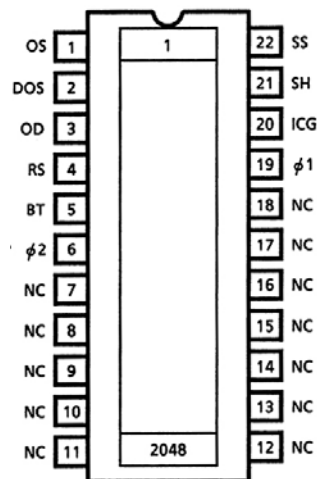 OS 1 1 22 SS
DOS 2 21 SH
OD 3 20 ICG
RS 4 19 ϕ1
BT 5 18 NC
ϕ2 6 17 NC
NC 7 16 NC
NC 8 15 NC
NC 9 14 NC
NC 10 13 NC
NC 11 2048 12 NC